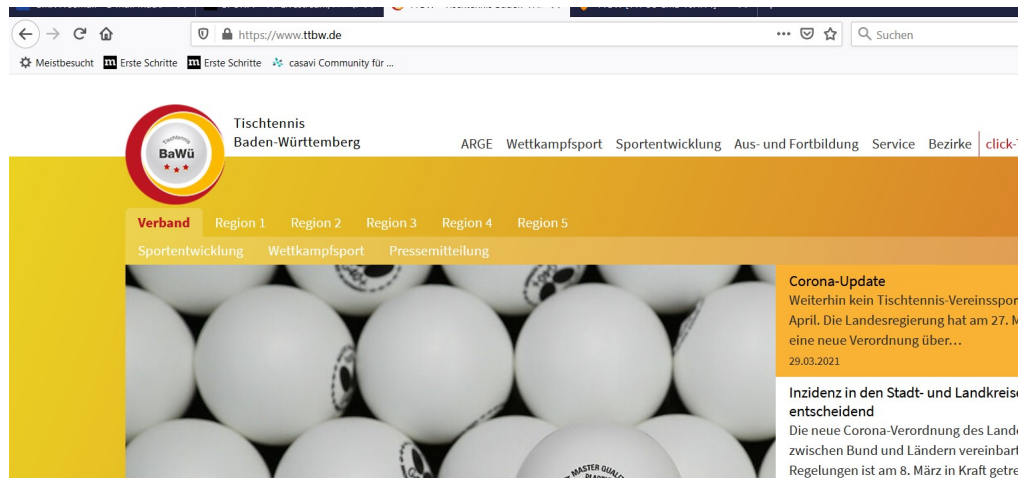 https://www.ttbw.de
Suchen
Meistbesucht
Erste Schritte
Erste Schritte
casavi Community für ...
Tischtennis
Baden-Württemberg
Tischtennis
BaWü
ARGE Wettkampfsport Sportentwicklung Aus- und Fortbildung Service Bezirke click-
Verband Region 1 Region 2 Region 3 Region 4 Region 5
Sportentwicklung Wettkampfsport Pressemitteilung
Corona-Update
Weiterhin kein Tischtennis-Vereinsspor
April. Die Landesregierung hat am 27. M
eine neue Verordnung über…
29.03.2021
Inzidenz in den Stadt- und Landkreise
entscheidend
Die neue Corona-Verordnung des Lande
zwischen Bund und Ländern vereinbart
Regelungen ist am 8. März in Kraft getre
MASTER QUAL